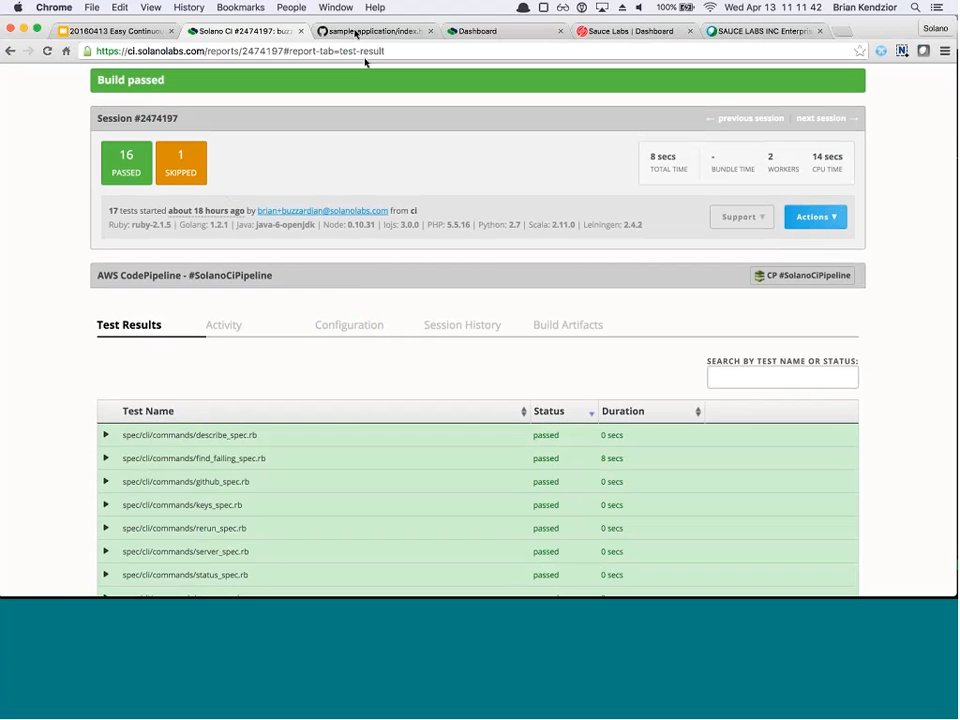 Chrome File Edit View History Bookmarks People Window Help 100% Wed Apr 13 11 11 42 Brian Kendzior
20160413 Easy Continuou Solano CI #2474197: buz sample_application/index.h Dashboard Sauce Labs | Dashboard SAUCE LABS INC Enterpris Solano
https://ci.solanolabs.com/reports/2474197#report-tab=test-result
Build passed
Session #2474197 ← previous session next session →
16 PASSED
1 SKIPPED
8 secs - 2 14 secs
TOTAL TIME BUNDLE TIME WORKERS CPU TIME
17 tests started about 18 hours ago by brian+buzzardian@solanolabs.com from ci
Ruby: ruby-2.1.5 | Golang: 1.2.1 | Java: java-6-openjdk | Node: 0.10.31 | Iojs: 3.0.0 | PHP: 5.5.16 | Python: 2.7 | Scala: 2.11.0 | Leiningen: 2.4.2
Support Actions
AWS CodePipeline - #SolanoCiPipeline CP #SolanoCiPipeline
Test Results Activity Configuration Session History Build Artifacts
SEARCH BY TEST NAME OR STATUS:
Test Name Status Duration
spec/cli/commands/describe_spec.rb passed 0 secs
spec/cli/commands/find_failing_spec.rb passed 8 secs
spec/cli/commands/github_spec.rb passed 0 secs
spec/cli/commands/keys_spec.rb passed 0 secs
spec/cli/commands/rerun_spec.rb passed 0 secs
spec/cli/commands/server_spec.rb passed 0 secs
spec/cli/commands/status_spec.rb passed 0 secs